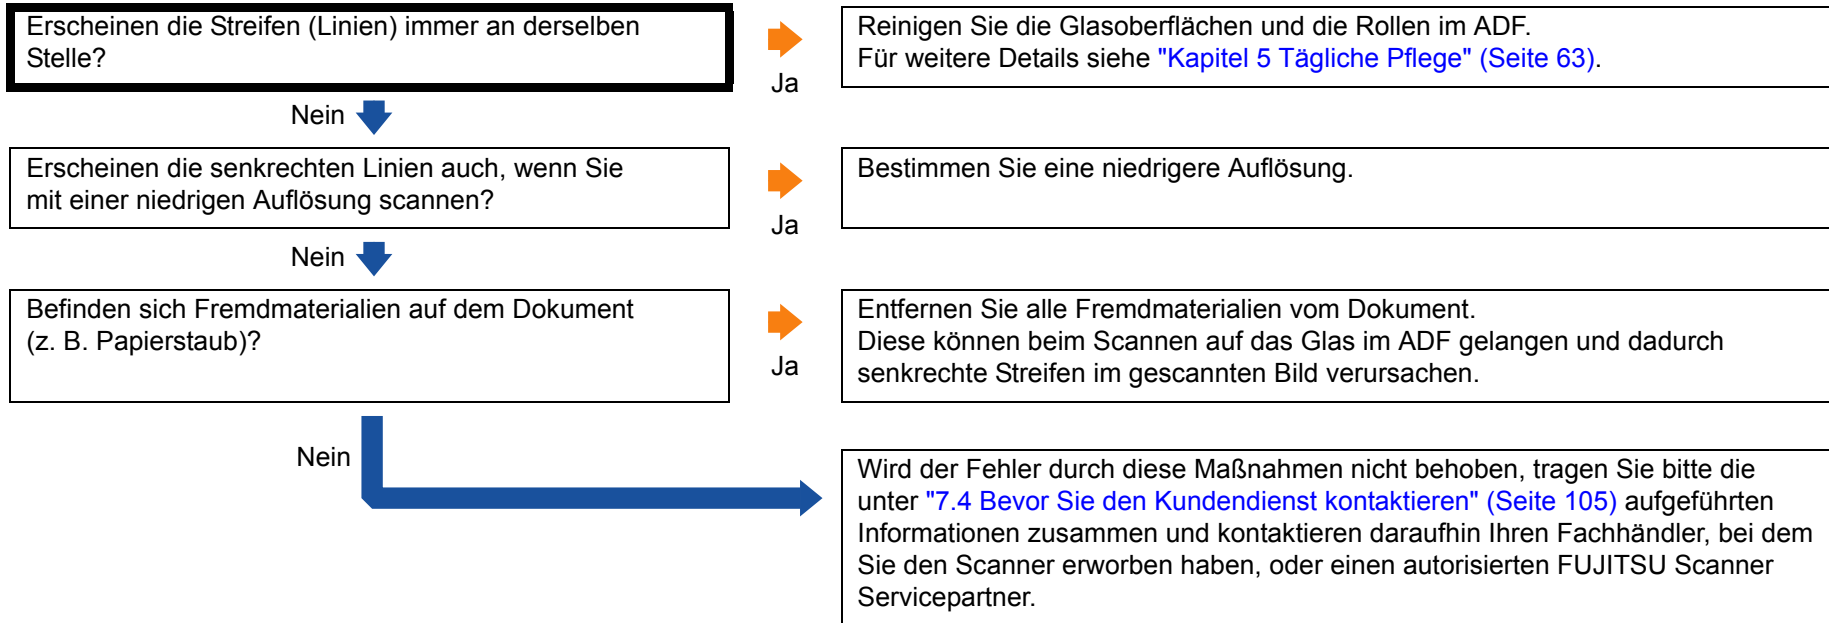 Erscheinen die Streifen (Linien) immer an derselben
Stelle?
Ja
Reinigen Sie die Glasoberflächen und die Rollen im ADF.
Für weitere Details siehe "Kapitel 5 Tägliche Pflege" (Seite 63).
Nein
Erscheinen die senkrechten Linien auch, wenn Sie
mit einer niedrigen Auflösung scannen?
Ja
Bestimmen Sie eine niedrigere Auflösung.
Nein
Befinden sich Fremdmaterialien auf dem Dokument
(z. B. Papierstaub)?
Ja
Entfernen Sie alle Fremdmaterialien vom Dokument.
Diese können beim Scannen auf das Glas im ADF gelangen und dadurch
senkrechte Streifen im gescannten Bild verursachen.
Nein
Wird der Fehler durch diese Maßnahmen nicht behoben, tragen Sie bitte die
unter "7.4 Bevor Sie den Kundendienst kontaktieren" (Seite 105) aufgeführten
Informationen zusammen und kontaktieren daraufhin Ihren Fachhändler, bei dem
Sie den Scanner erworben haben, oder einen autorisierten FUJITSU Scanner
Servicepartner.